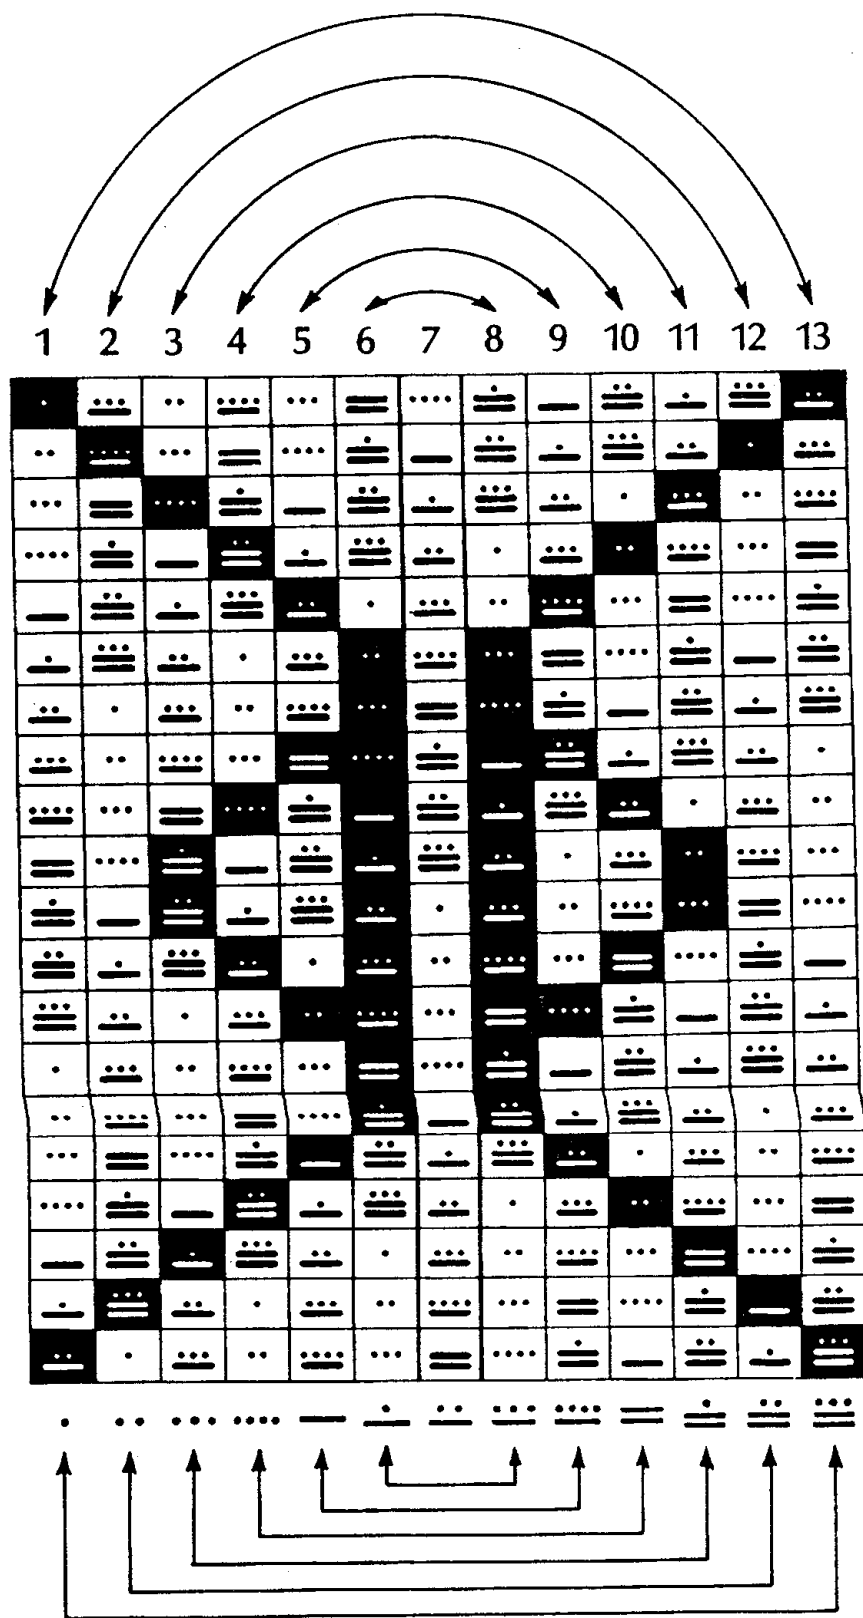 1 2 3 4 5 6 7 8 9 10 11 12 13
𝋡 𝋨 𝋢 𝋩 𝋣 𝋪 𝋤 𝋫 𝋥 𝋬 𝋦 𝋭 𝋧
𝋢 𝋩 𝋣 𝋪 𝋤 𝋫 𝋥 𝋬 𝋦 𝋭 𝋧 𝋡 𝋨
𝋣 𝋪 𝋤 𝋫 𝋥 𝋬 𝋦 𝋭 𝋧 𝋡 𝋨 𝋢 𝋩
𝋤 𝋫 𝋥 𝋬 𝋦 𝋭 𝋧 𝋡 𝋨 𝋢 𝋩 𝋣 𝋪
𝋥 𝋬 𝋦 𝋭 𝋧 𝋡 𝋨 𝋢 𝋩 𝋣 𝋪 𝋤 𝋫
𝋦 𝋭 𝋧 𝋡 𝋨 𝋢 𝋩 𝋣 𝋪 𝋤 𝋫 𝋥 𝋬
𝋧 𝋡 𝋨 𝋢 𝋩 𝋣 𝋪 𝋤 𝋫 𝋥 𝋬 𝋦 𝋭
𝋨 𝋢 𝋩 𝋣 𝋪 𝋤 𝋫 𝋥 𝋬 𝋦 𝋭 𝋧 𝋡
𝋩 𝋣 𝋪 𝋤 𝋫 𝋥 𝋬 𝋦 𝋭 𝋧 𝋡 𝋨 𝋢
𝋪 𝋤 𝋫 𝋥 𝋬 𝋦 𝋭 𝋧 𝋡 𝋨 𝋢 𝋩 𝋣
𝋫 𝋥 𝋬 𝋦 𝋭 𝋧 𝋡 𝋨 𝋢 𝋩 𝋣 𝋪 𝋤
𝋬 𝋦 𝋭 𝋧 𝋡 𝋨 𝋢 𝋩 𝋣 𝋪 𝋤 𝋫 𝋥
𝋭 𝋧 𝋡 𝋨 𝋢 𝋩 𝋣 𝋪 𝋤 𝋫 𝋥 𝋬 𝋦
𝋡 𝋨 𝋢 𝋩 𝋣 𝋪 𝋤 𝋫 𝋥 𝋬 𝋦 𝋭 𝋧
𝋢 𝋩 𝋣 𝋪 𝋤 𝋫 𝋥 𝋬 𝋦 𝋭 𝋧 𝋡 𝋨
𝋣 𝋪 𝋤 𝋫 𝋥 𝋬 𝋦 𝋭 𝋧 𝋡 𝋨 𝋢 𝋩
𝋤 𝋫 𝋥 𝋬 𝋦 𝋭 𝋧 𝋡 𝋨 𝋢 𝋩 𝋣 𝋪
𝋥 𝋬 𝋦 𝋭 𝋧 𝋡 𝋨 𝋢 𝋩 𝋣 𝋪 𝋤 𝋫
𝋦 𝋭 𝋧 𝋡 𝋨 𝋢 𝋩 𝋣 𝋪 𝋤 𝋫 𝋥 𝋬
𝋧 𝋡 𝋨 𝋢 𝋩 𝋣 𝋪 𝋤 𝋫 𝋥 𝋬 𝋦 𝋭
𝋡 𝋢 𝋣 𝋤 𝋥 𝋦 𝋧 𝋨 𝋩 𝋪 𝋫 𝋬 𝋭